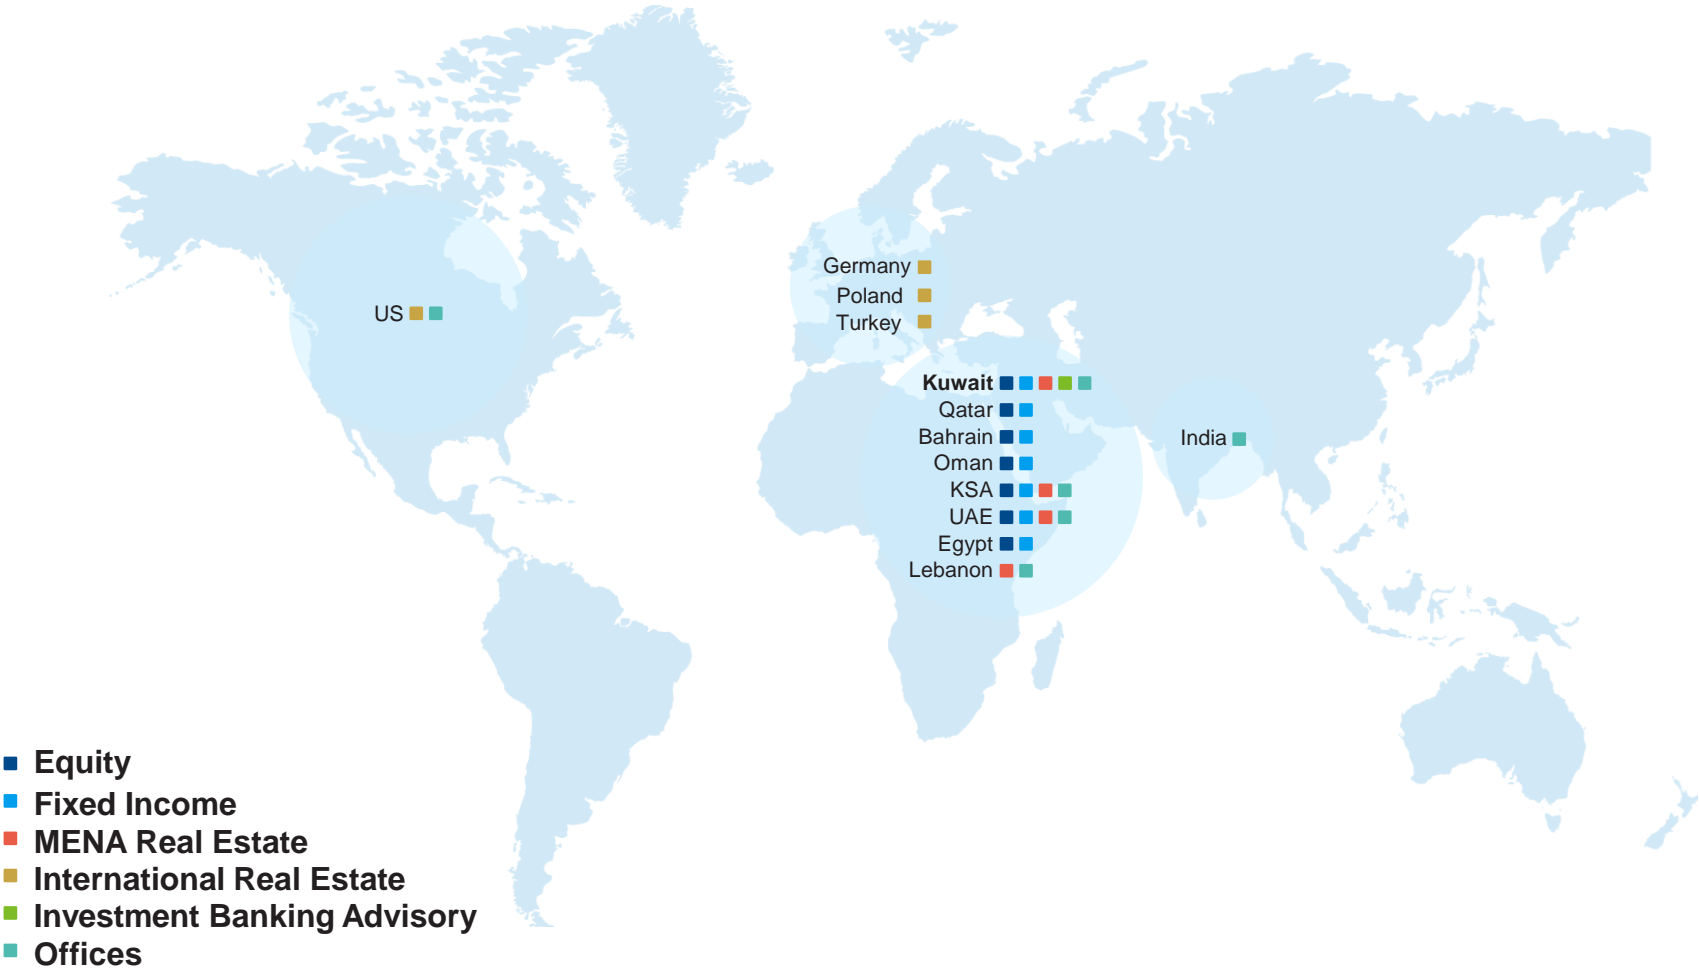 Germany
Poland
Turkey
US
Kuwait
Qatar
Bahrain
Oman
KSA
UAE
Egypt
Lebanon
India
Equity
Fixed Income
MENA Real Estate
International Real Estate
Investment Banking Advisory
Offices